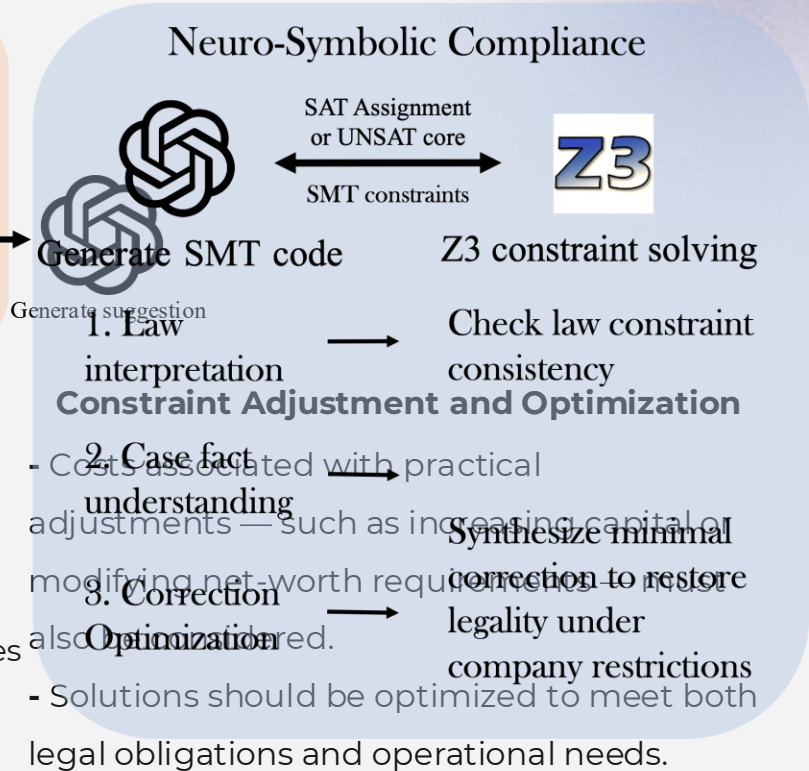 Neuro-Symbolic Compliance
SAT Assignment
or UNSAT core
Z3
SMT constraints
Generate SMT code
Z3 constraint solving
Generate suggestion
1. Law
interpretation
Check law constraint
consistency
Constraint Adjustment and Optimization
2. Case fact
understanding
- Costs associated with practical
adjustments — such as increasing capital or
modifying net-worth requirements — must
also be considered.
3. Correction
Optimization
Synthesize minimal
correction to restore
legality under
company restrictions
es
- Solutions should be optimized to meet both
legal obligations and operational needs.